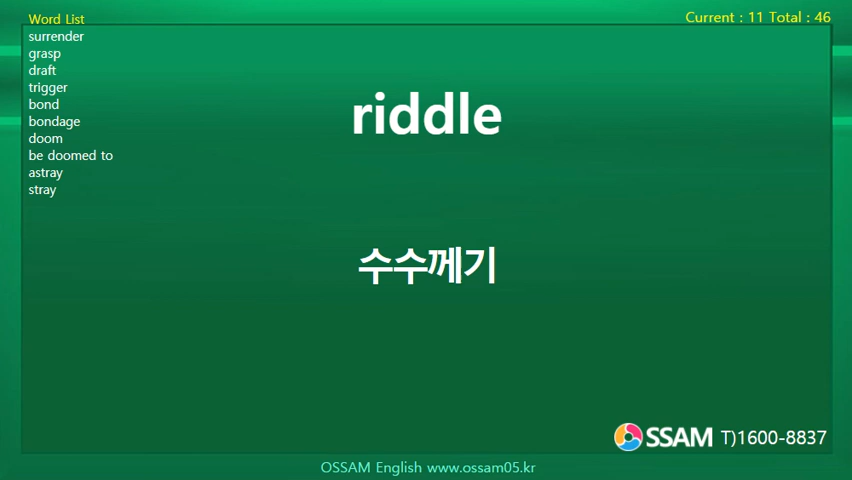 Word List
Current : 11 Total : 46
surrender
grasp
draft
trigger
bond
bondage
doom
be doomed to
astray
stray
riddle
수수께기
SSAM T)1600-8837
OSSAM English www.ossam05.kr